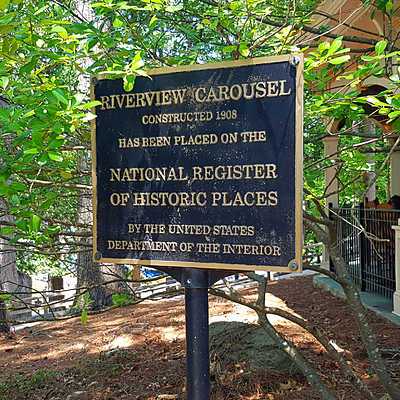 RIVERVIEW CAROUSEL
CONSTRUCTED 1908
HAS BEEN PLACED ON THE
NATIONAL REGISTER
OF HISTORIC PLACES
BY THE UNITED STATES
DEPARTMENT OF THE INTERIOR